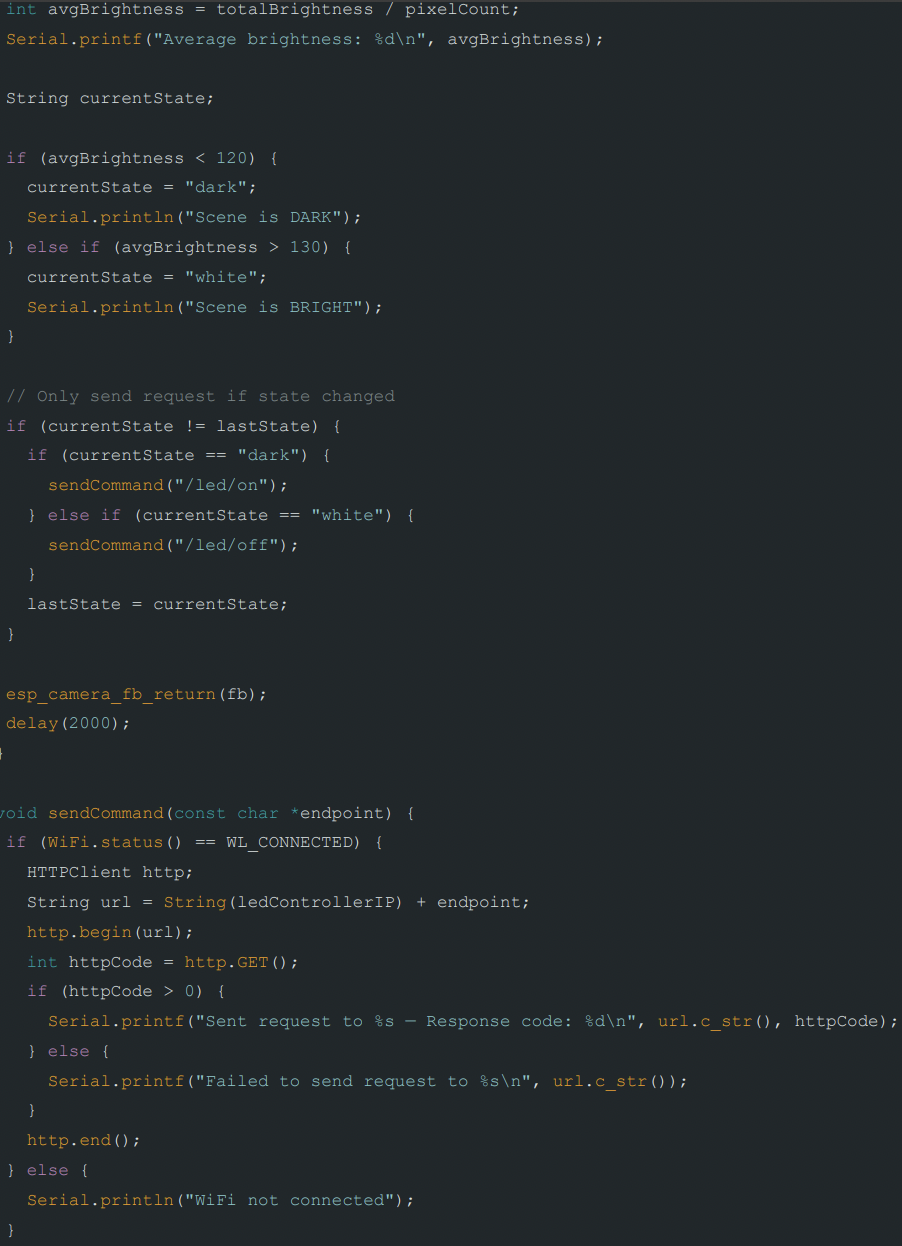 int avgBrightness = totalBrightness / pixelCount;
Serial.printf("Average brightness: %d\n", avgBrightness);
String currentState;
if (avgBrightness < 120) {
currentState = "dark";
Serial.println("Scene is DARK");
} else if (avgBrightness > 130) {
currentState = "white";
Serial.println("Scene is BRIGHT");
}
// Only send request if state changed
if (currentState != lastState) {
if (currentState == "dark") {
sendCommand("/led/on");
} else if (currentState == "white") {
sendCommand("/led/off");
}
lastState = currentState;
}
esp_camera_fb_return(fb);
delay(2000);
}
void sendCommand(const char *endpoint) {
if (WiFi.status() == WL_CONNECTED) {
HTTPClient http;
String url = String(ledControllerIP) + endpoint;
http.begin(url);
int httpCode = http.GET();
if (httpCode > 0) {
Serial.printf("Sent request to %s — Response code: %d\n", url.c_str(), httpCode);
} else {
Serial.printf("Failed to send request to %s\n", url.c_str());
}
http.end();
} else {
Serial.println("WiFi not connected");
}